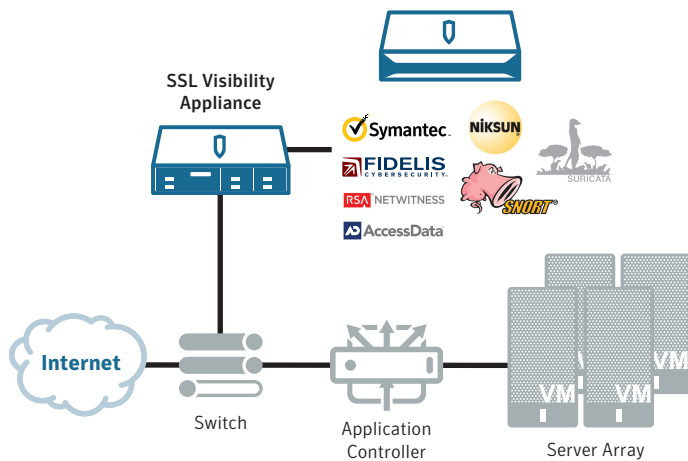 SSL Visibility
Appliance
Symantec.
NIKSUN
FIDELIS
CYBERSECURITY
SURICATA
RSA NETWITNESS
SNORT®
AccessData
Internet
Switch
Application
Controller
VM
VM
VM
Server Array